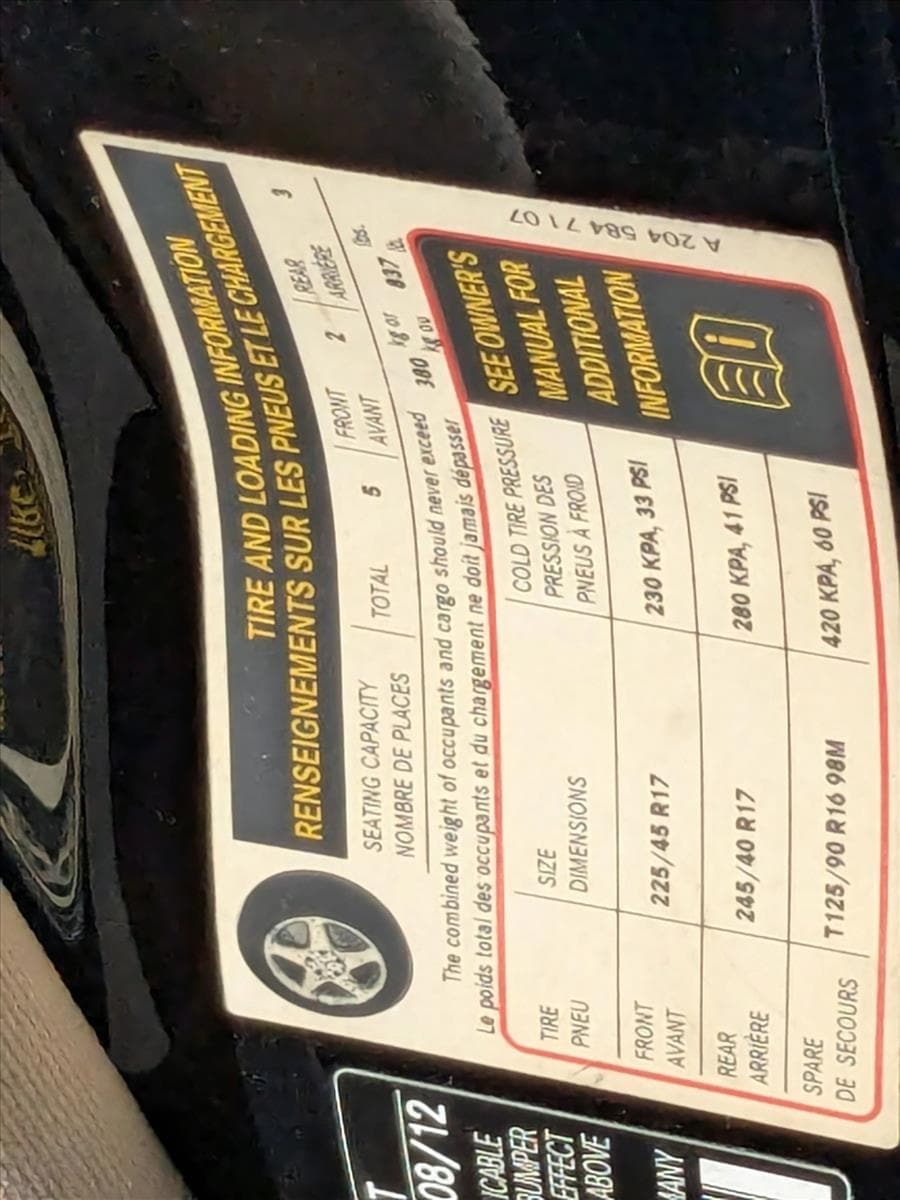 TIRE AND LOADING INFORMATION
RENSEIGNEMENTS SUR LES PNEUS ET LE CHARGEMENT
SEATING CAPACITY TOTAL 5 FRONT 2 REAR 3
NOMBRE DE PLACES AVANT ARRIÈRE
The combined weight of occupants and cargo should never exceed 380 kg or 837 lbs.
Le poids total des occupants et du chargement ne doit jamais dépasser kg ou lb.
TIRE SIZE COLD TIRE PRESSURE
PNEU DIMENSIONS PRESSION DES
PNEUS À FROID
FRONT 225/45 R17 230 KPA, 33 PSI
AVANT
REAR 245/40 R17 280 KPA, 41 PSI
ARRIÈRE
SPARE T125/90 R16 98M 420 KPA, 60 PSI
DE SECOURS
SEE OWNER'S
MANUAL FOR
ADDITIONAL
INFORMATION
A 204 584 71 07
T
08/12
ICABLE
BUMPER
EFFECT
ABOVE
MANY